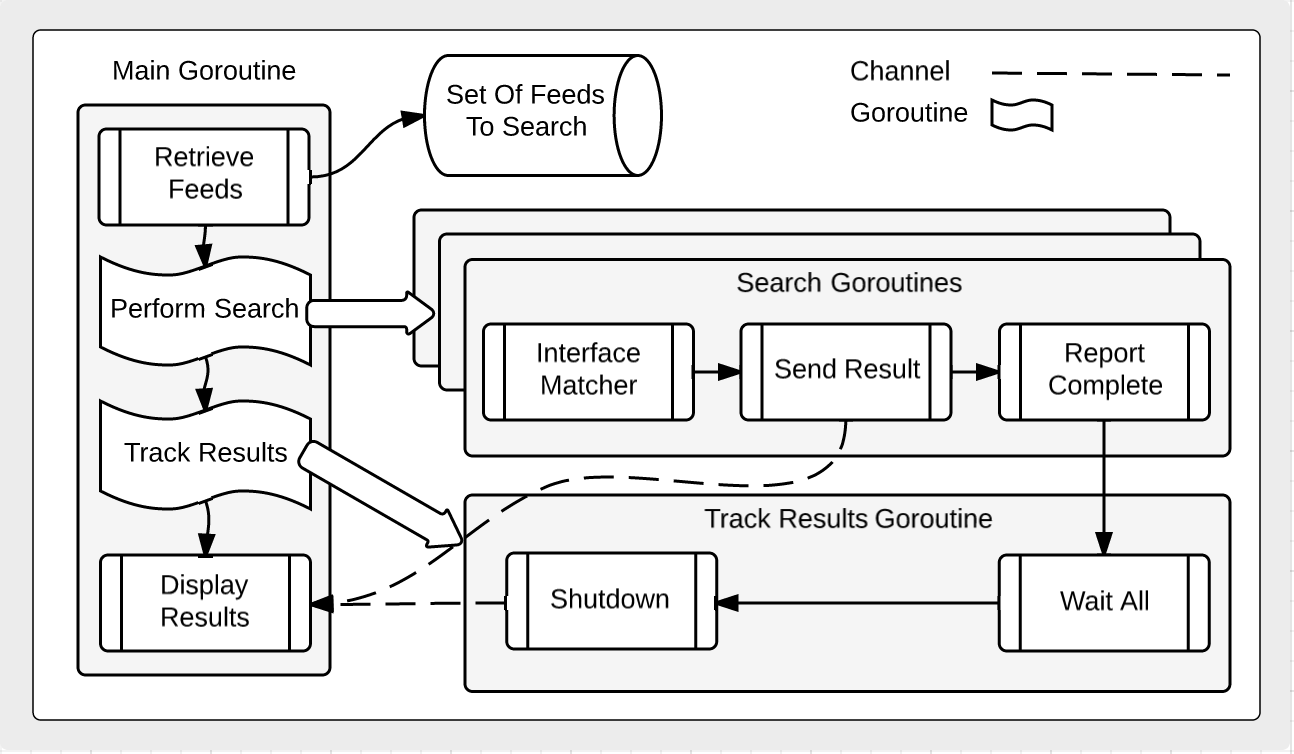 Main Goroutine
Set Of Feeds
To Search
Channel
Goroutine
Retrieve
Feeds
Perform Search
Track Results
Display
Results
Search Goroutines
Interface
Matcher
Send Result
Report
Complete
Track Results Goroutine
Shutdown
Wait All